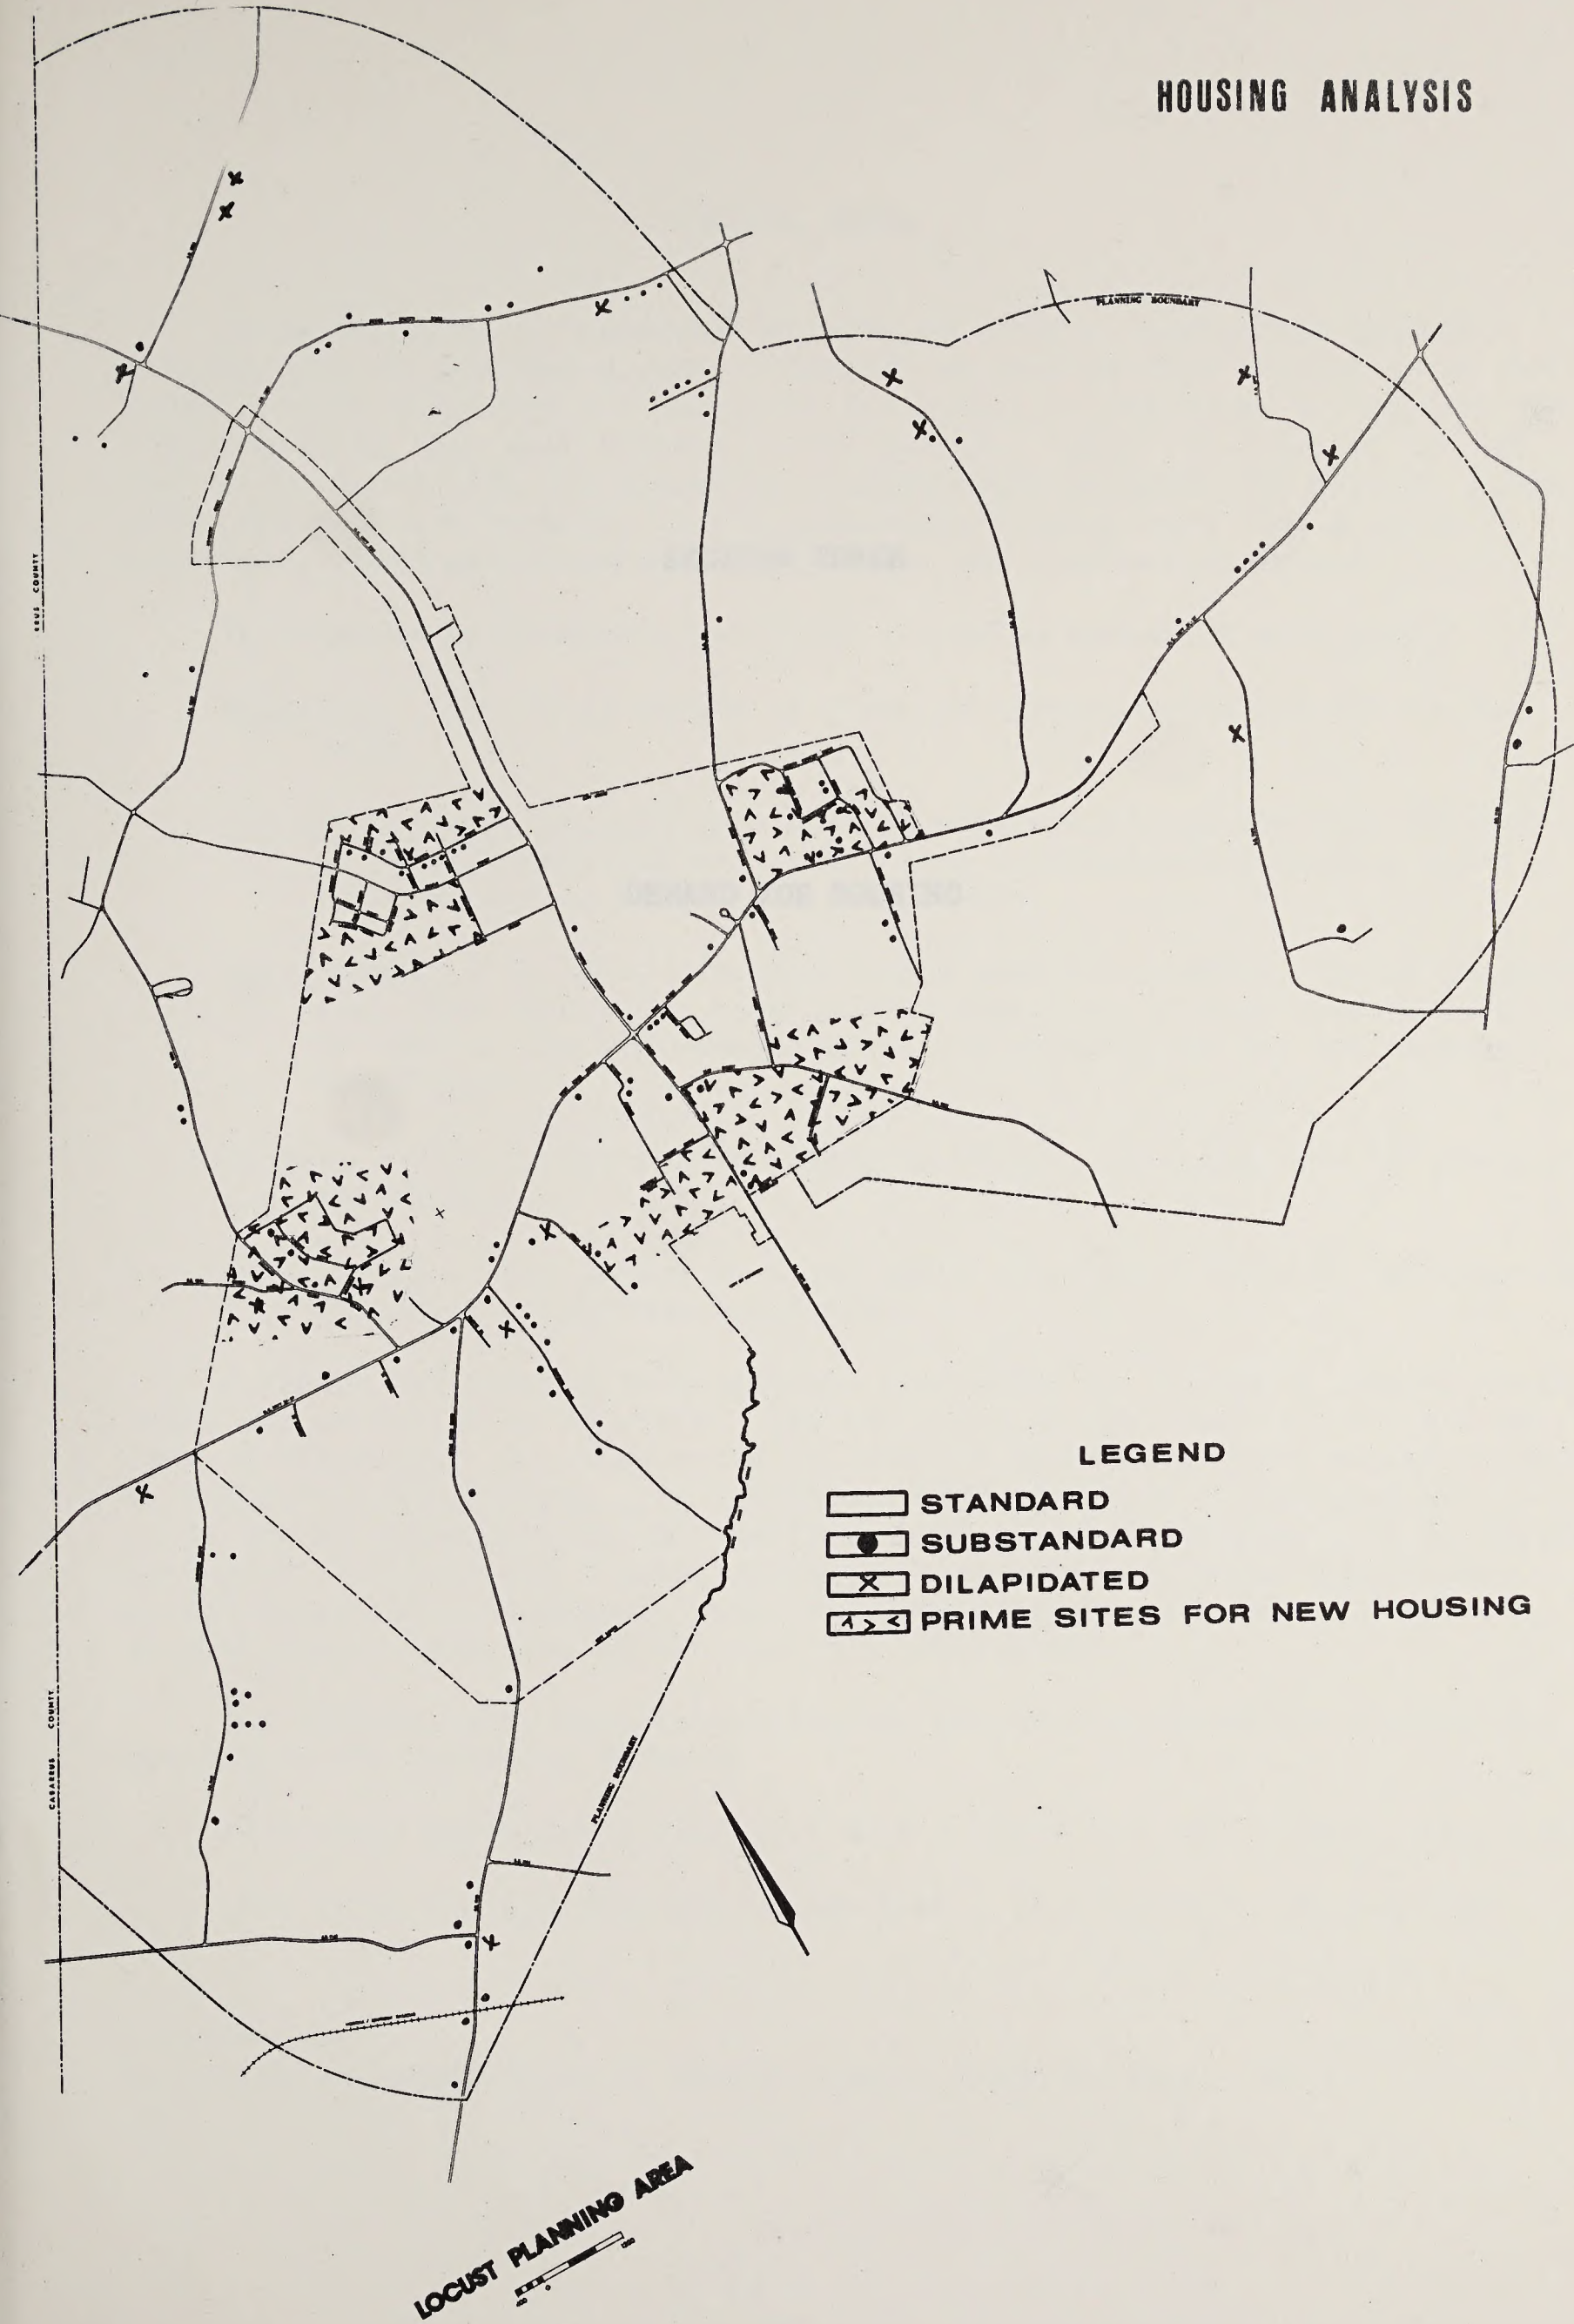 HOUSING ANALYSIS
PLANNING BOUNDARY
COUNTY
LEGEND
STANDARD
SUBSTANDARD
DILAPIDATED
PRIME SITES FOR NEW HOUSING
CABARRUS COUNTY
PLANNING BOUNDARY
LOCUST PLANNING AREA